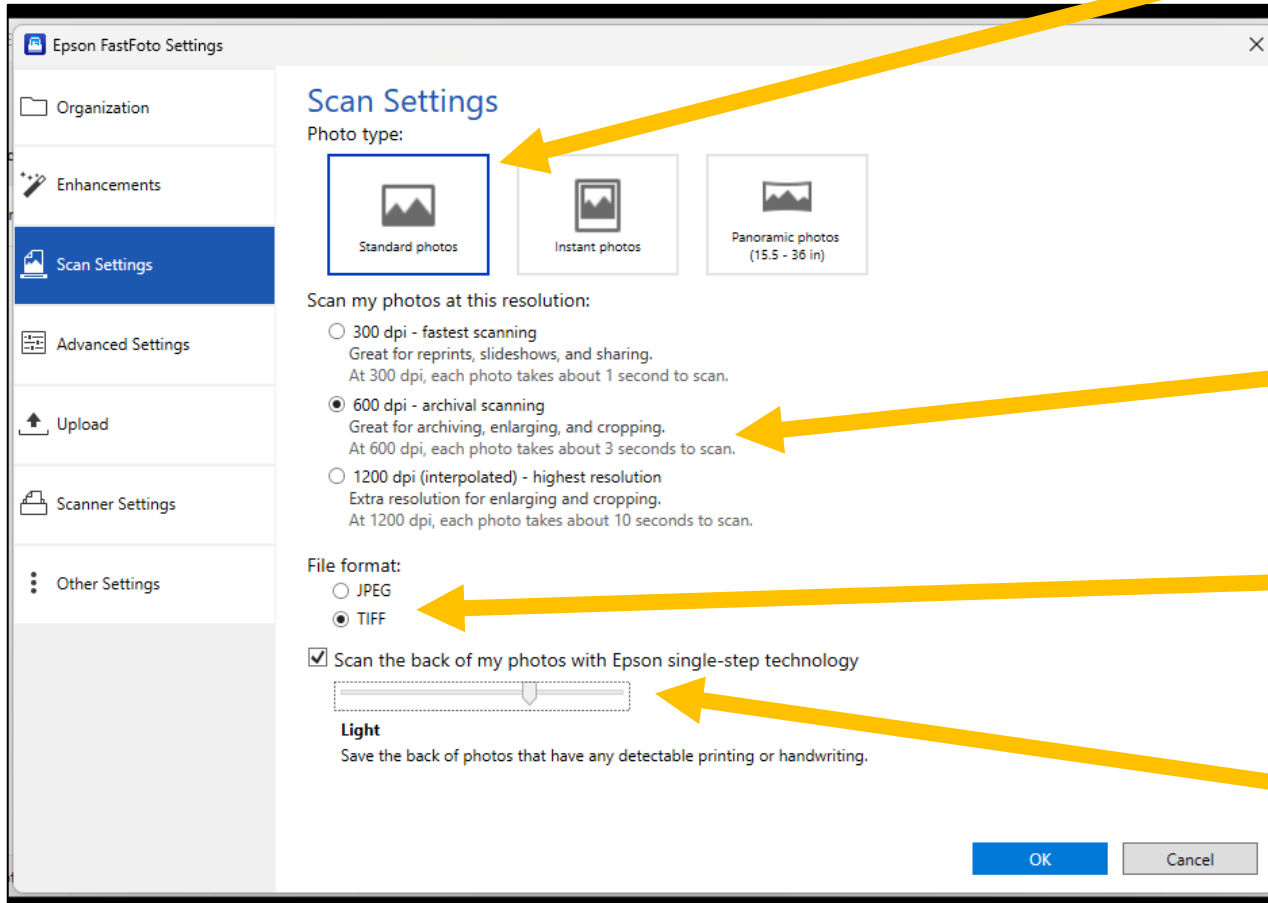 Epson FastFoto Settings
Organization
Enhancements
Scan Settings
Advanced Settings
Upload
Scanner Settings
Other Settings
Scan Settings
Photo type:
Standard photos
Instant photos
Panoramic photos
(15.5 - 36 in)
Scan my photos at this resolution:
300 dpi - fastest scanning
Great for reprints, slideshows, and sharing.
At 300 dpi, each photo takes about 1 second to scan.
600 dpi - archival scanning
Great for archiving, enlarging, and cropping.
At 600 dpi, each photo takes about 3 seconds to scan.
1200 dpi (interpolated) - highest resolution
Extra resolution for enlarging and cropping.
At 1200 dpi, each photo takes about 10 seconds to scan.
File format:
JPEG
TIFF
Scan the back of my photos with Epson single-step technology
Light
Save the back of photos that have any detectable printing or handwriting.
OK
Cancel